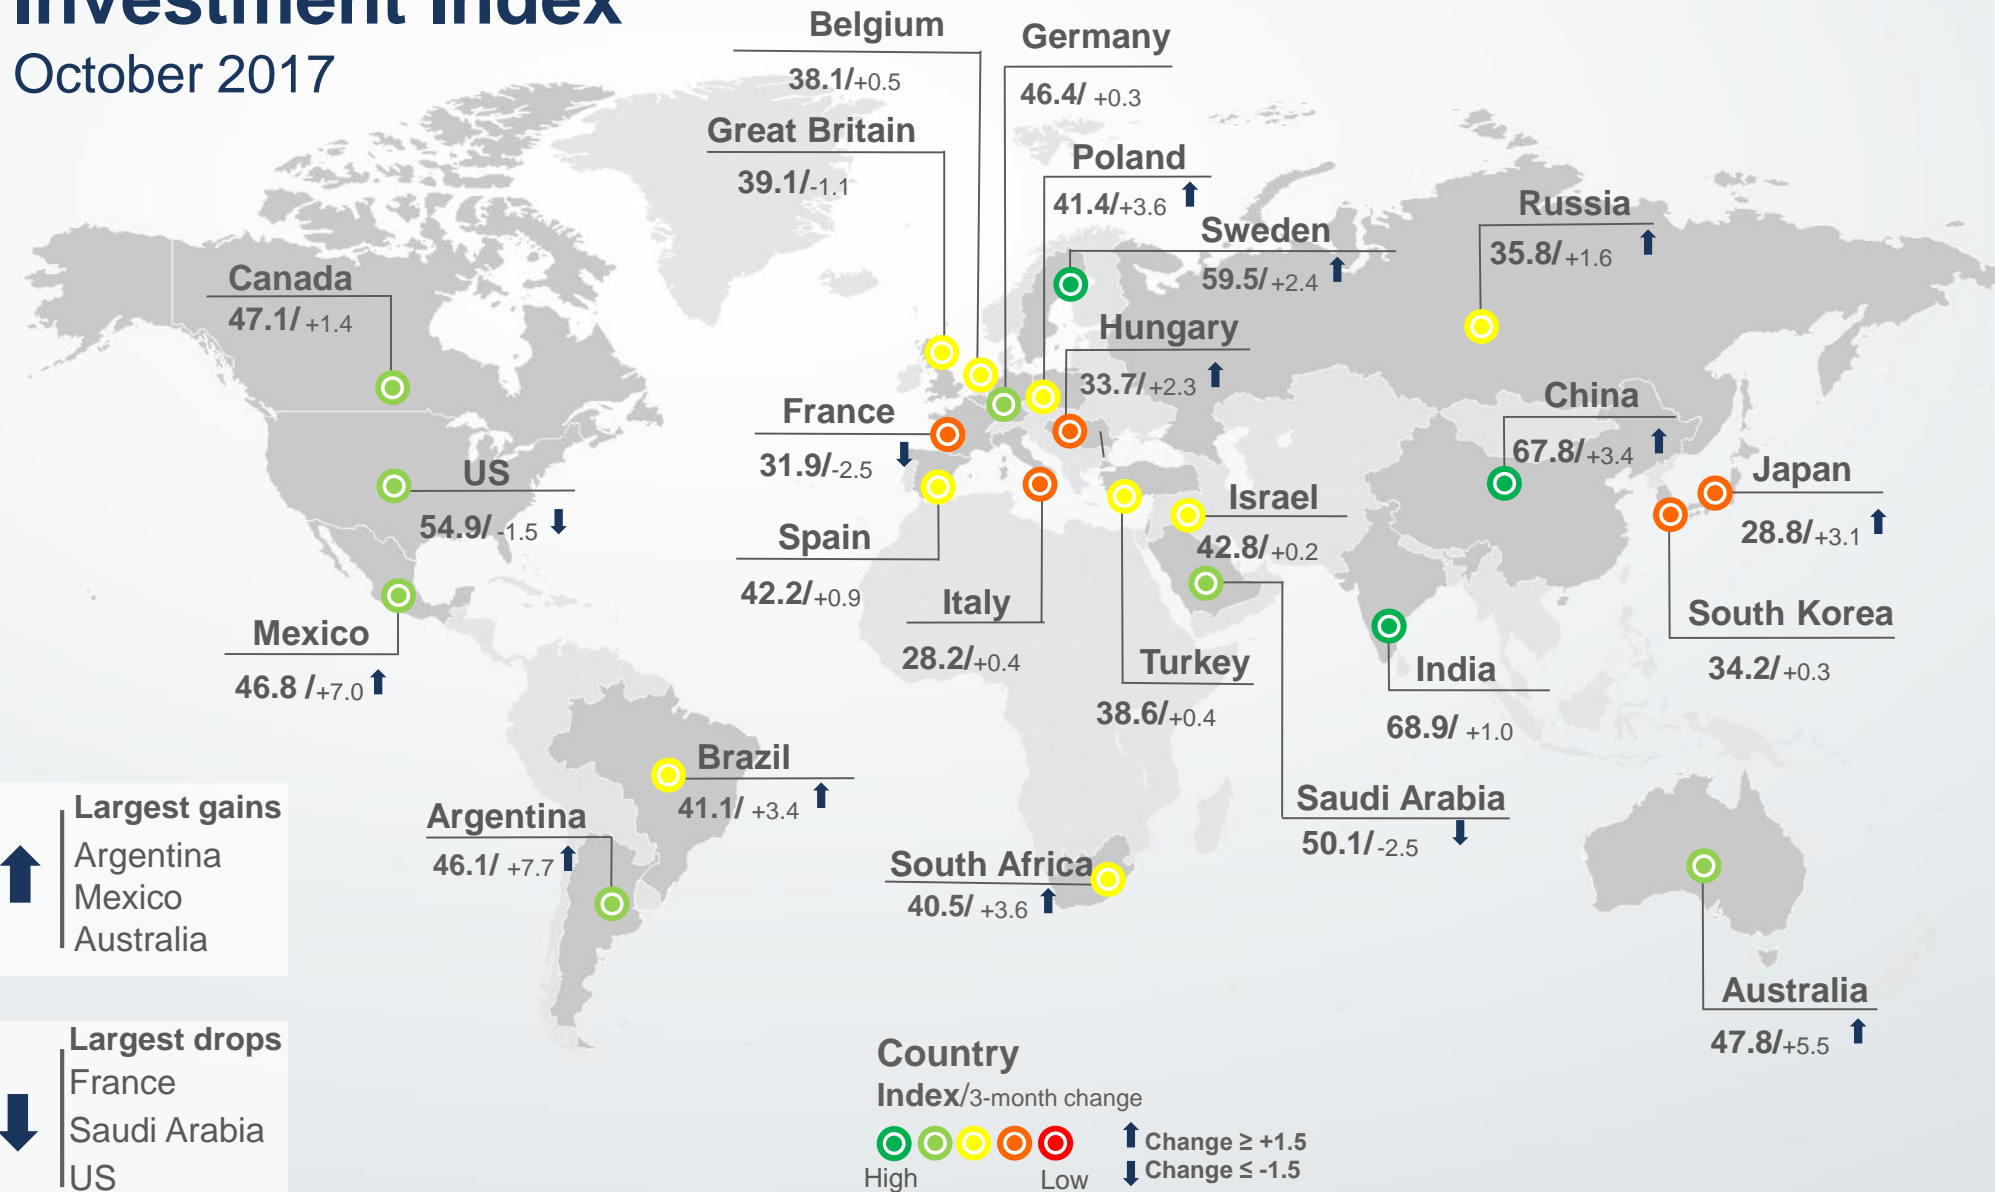 Investment Index
October 2017
Belgium
38.1/+0.5
Germany
46.4/ +0.3
Great Britain
39.1/-1.1
Poland
41.4/+3.6
Sweden
59.5/+2.4
Russia
35.8/+1.6
Canada
47.1/ +1.4
Hungary
33.7/+2.3
France
31.9/-2.5
China
67.8/+3.4
US
54.9/ -1.5
Japan
28.8/+3.1
Israel
42.8/+0.2
Spain
42.2/+0.9
Italy
28.2/+0.4
South Korea
34.2/+0.3
Mexico
46.8 /+7.0
Turkey
38.6/+0.4
India
68.9/ +1.0
Brazil
41.1/ +3.4
Argentina
46.1/ +7.7
Saudi Arabia
50.1/-2.5
South Africa
40.5/ +3.6
Australia
47.8/+5.5
Largest gains
Argentina
Mexico
Australia
Largest drops
France
Saudi Arabia
US
Country
Index/3-month change
High
Low
Change ≥ +1.5
Change ≤ -1.5